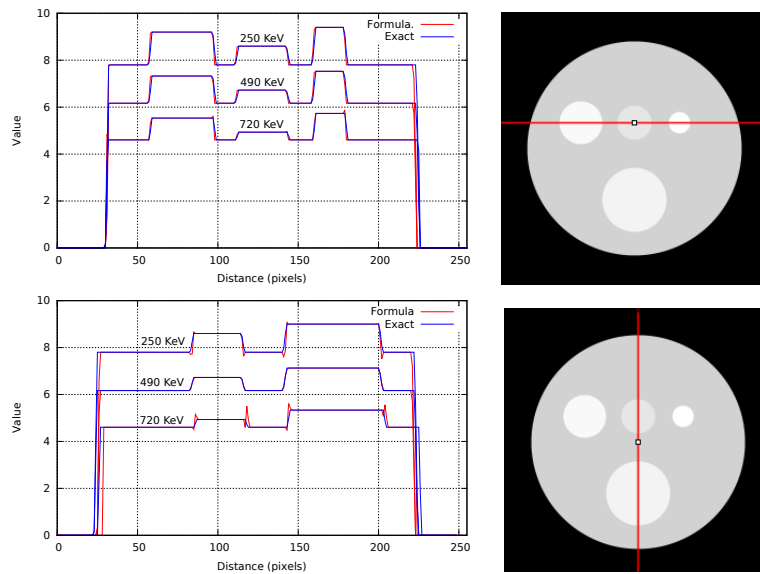 10
8
6
4
2
0
Value
Formula.
Exact
250 KeV
490 KeV
720 KeV
0
50
100
150
200
250
Distance (pixels)
10
8
6
4
2
0
Value
Formula
Exact
250 KeV
490 KeV
720 KeV
0
50
100
150
200
250
Distance (pixels)